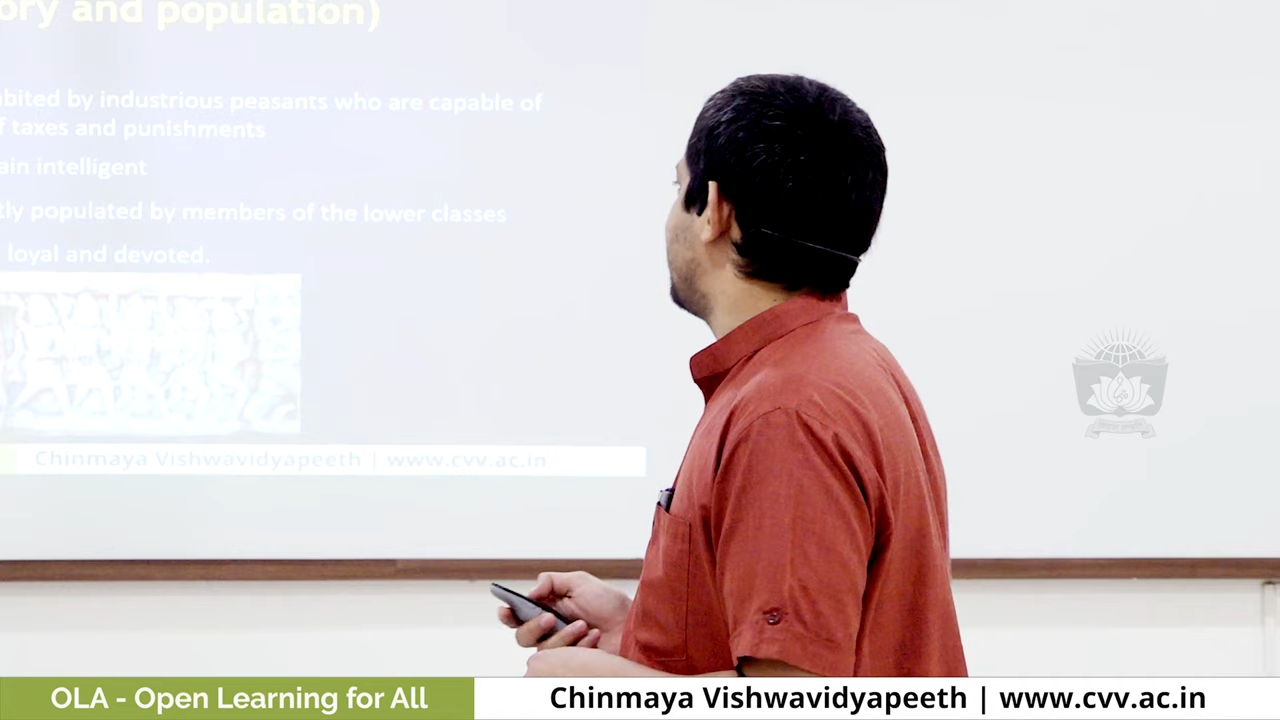 ory and population)
bited by industrious peasants who are capable of
f taxes and punishments
ain intelligent
tly populated by members of the lower classes
loyal and devoted.
Chinmaya Vishwavidyapeeth | www.cvv.ac.in
OLA - Open Learning for All
Chinmaya Vishwavidyapeeth | www.cvv.ac.in